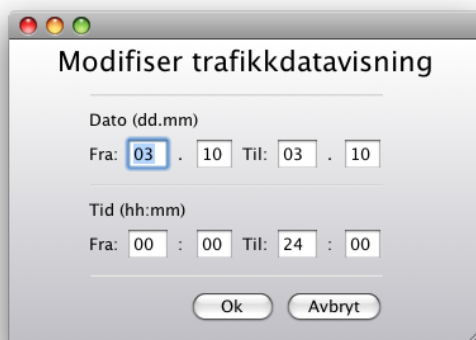 Modifiser trafikkdatavisning
Dato (dd.mm)
Fra: 03 . 10 Til: 03 . 10
Tid (hh:mm)
Fra: 00 : 00 Til: 24 : 00
Ok Avbryt